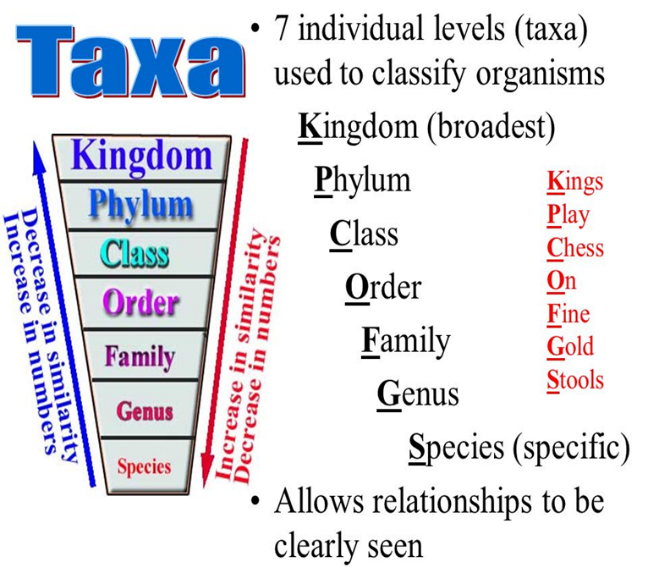 Taxa
• 7 individual levels (taxa)
used to classify organisms
Kingdom (broadest)
Phylum
Class
Order
Family
Genus
Species (specific)
Kings
Play
Chess
On
Fine
Gold
Stools
• Allows relationships to be
clearly seen
Kingdom
Phylum
Class
Order
Family
Genus
Species
Decrease in similarity
Increase in numbers
Increase in similarity
Decrease in numbers